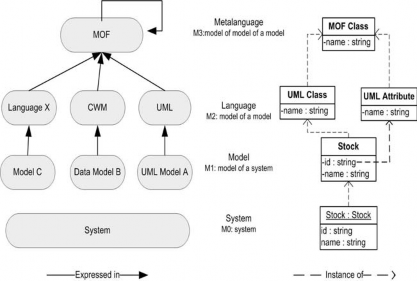 MOF
Metalanguage
M3:model of model of a model
MOF Class
-name : string
Language X
CWM
UML
Language
M2: model of a model
UML Class
-name : string
UML Attribute
-name : string
Model C
Data Model B
UML Model A
Model
M1: model of a system
Stock
-id : string
-name : string
System
System
M0: system
Stock : Stock
id : string
name : string
Expressed in
Instance of